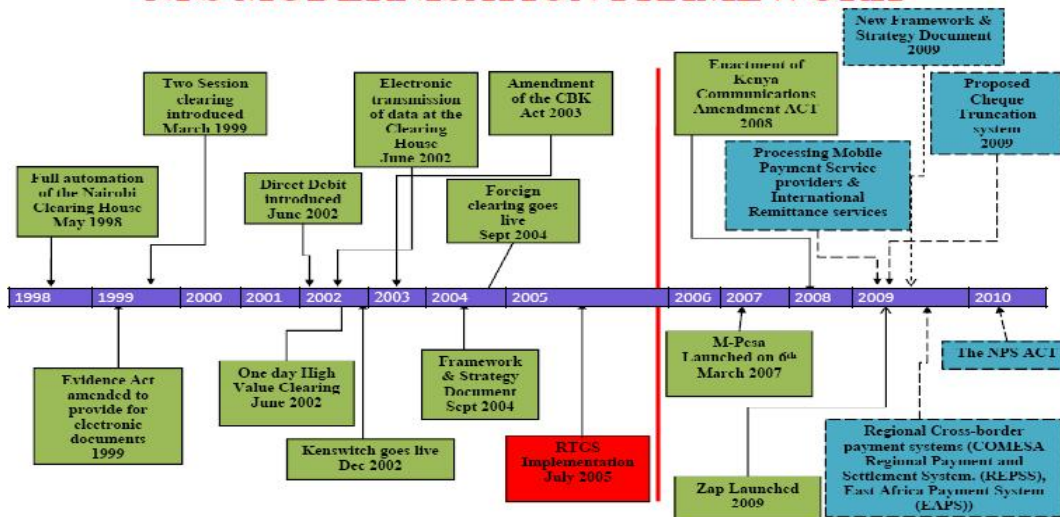 New Framework &
Strategy Document
2009
Two Session
clearing
introduced
March 1999
Electronic
transmission
of data at the
Clearing
House
June 2002
Amendment
of the CBK
Act 2003
Enactment of
Kenya
Communications
Amendment ACT
2008
Proposed
Cheque
Truncation
system
2009
Full automation
of the Nairobi
Clearing House
May 1998
Direct Debit
introduced
June 2002
Foreign
clearing goes
live
Sept 2004
Processing Mobile
Payment Service
providers &
International
Remittance services
1998 1999 2000 2001 2002 2003 2004 2005 2006 2007 2008 2009 2010
Evidence Act
amended to
provide for
electronic
documents
1999
One day High
Value Clearing
June 2002
Kenswitch goes live
Dec 2002
Framework
& Strategy
Document
Sept 2004
RTGS
Implementation
July 2005
M-Pesa
Launched on 6th
March 2007
Zap Launched
2009
The NPS ACT
Regional Cross-border
payment systems (COMESA
Regional Payment and
Settlement System. (REPSS),
East Africa Payment System
(EAPS))